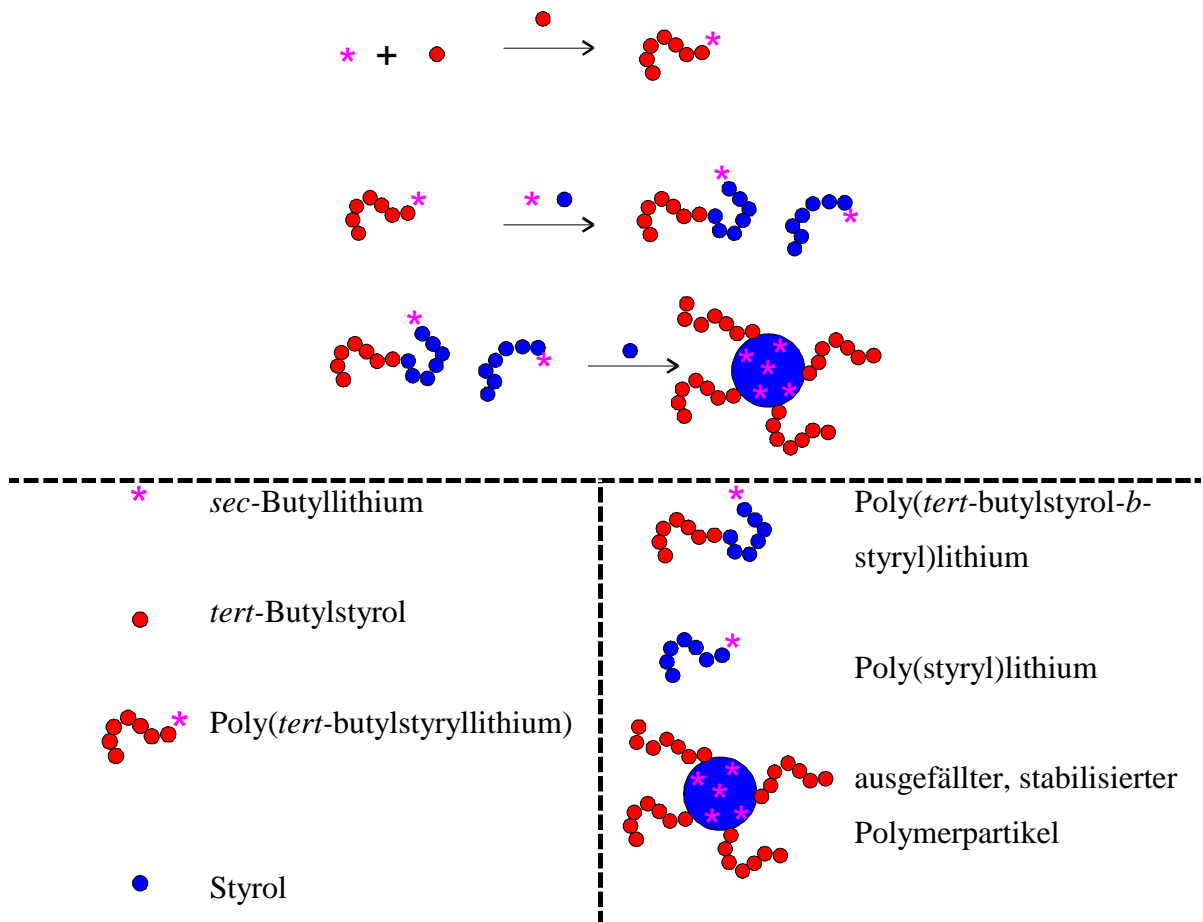 +
sec-Butyllithium
tert-Butylstyrol
Poly(tert-butylstyryllithium)
Styrol
Poly(tert-butylstyrol-b-
styryl)lithium
Poly(styryl)lithium
ausgefällter, stabilisierter
Polymerpartikel